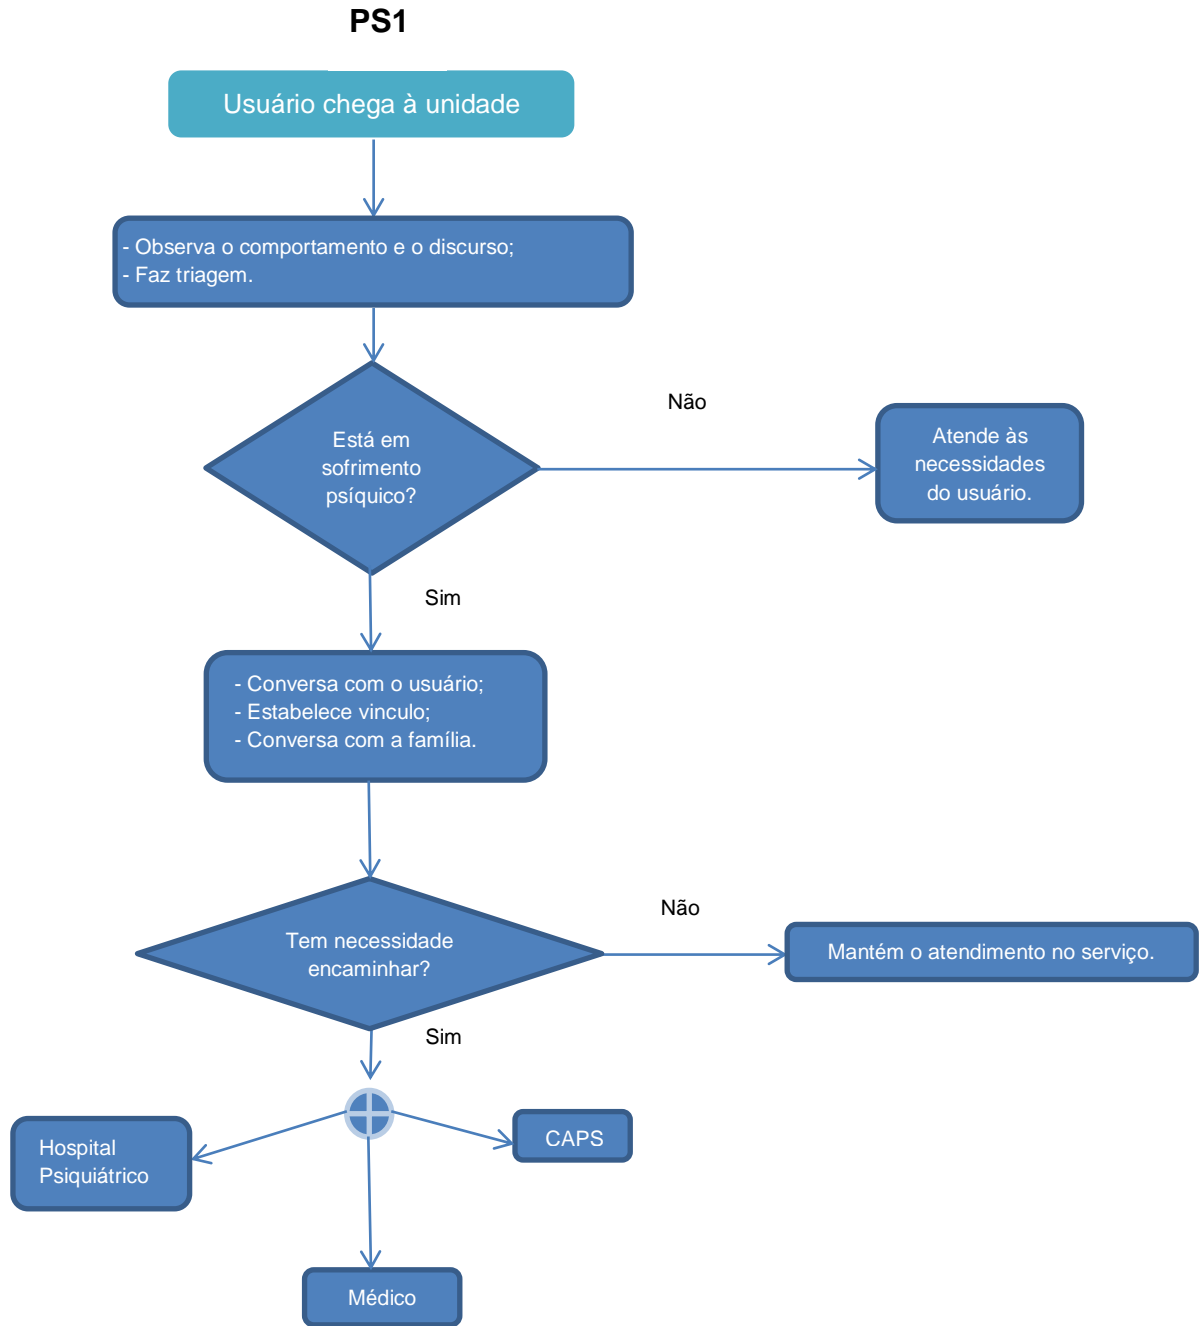 PS1
Usuário chega à unidade
- Observa o comportamento e o discurso;
- Faz triagem.
Não
Está em
sofrimento
psíquico?
Atende às
necessidades
do usuário.
Sim
- Conversa com o usuário;
- Estabelece vinculo;
- Conversa com a família.
Não
Tem necessidade
encaminhar?
Mantém o atendimento no serviço.
Sim
Hospital
Psiquiátrico
CAPS
Médico